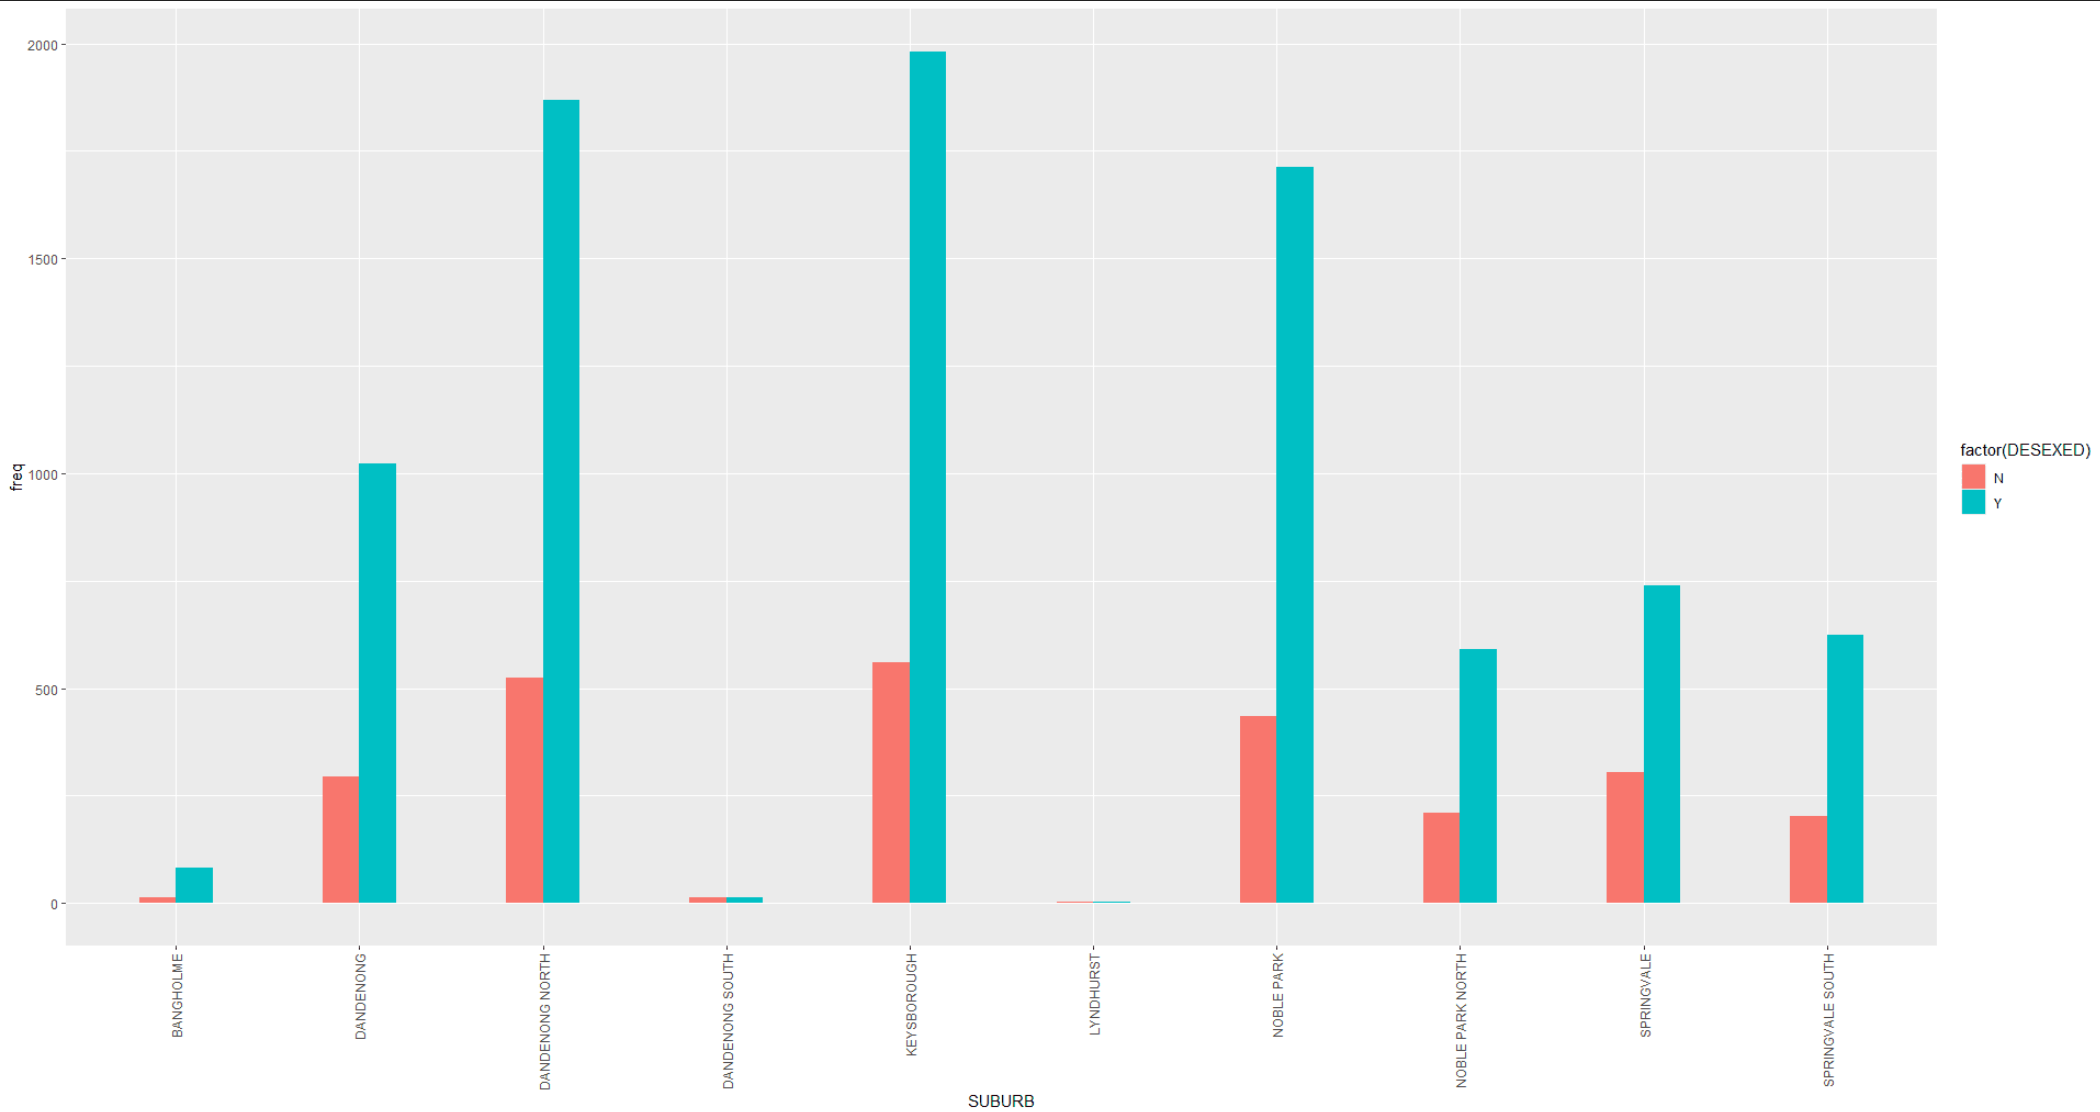 2000
1500
1000
500
0
freq
BANGHOLME
DANDENONG
DANDENONG NORTH
DANDENONG SOUTH
KEYSBOROUGH
LYNDHURST
NOBLE PARK
NOBLE PARK NORTH
SPRINGVALE
SPRINGVALE SOUTH
SUBURB
factor(DESEXED)
N
Y